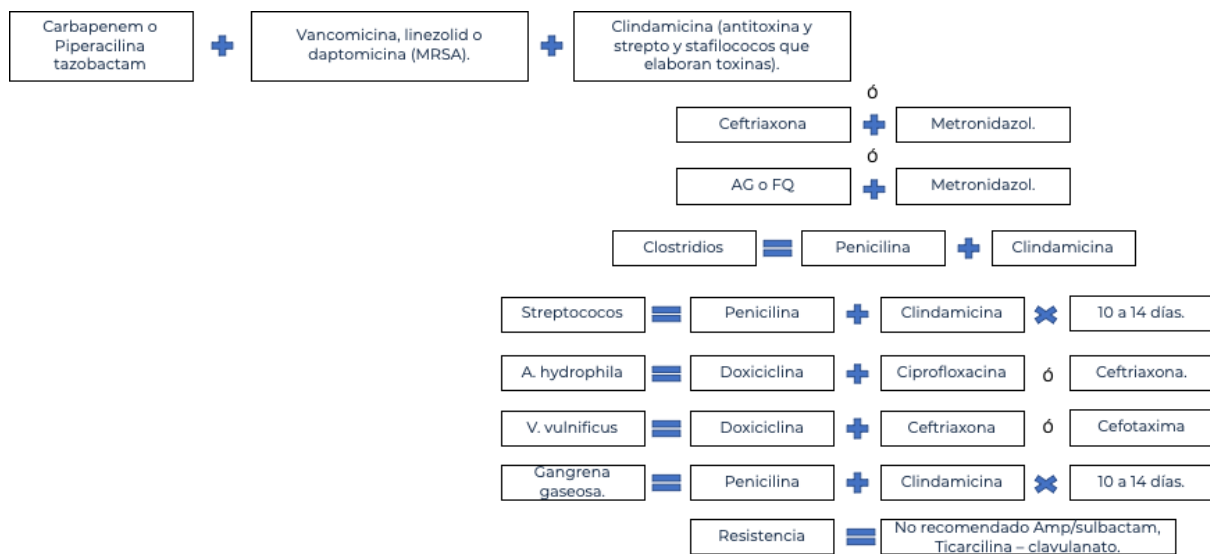 Carbapenem o
Piperacilina
tazobactam
Vancomicina, linezolid o
daptomicina (MRSA).
Clindamicina (antitoxina y
strepto y stafilococos que
elaboran toxinas).
Ó
Ceftriaxona
Metronidazol.
Ó
AG o FQ
Metronidazol.
Clostridios
Penicilina
Clindamicina
Streptococos
Penicilina
Clindamicina
10 a 14 días.
A. hydrophila
Doxiciclina
Ciprofloxacina
Ó
Ceftriaxona.
V. vulnificus
Doxiciclina
Ceftriaxona
Ó
Cefotaxima
Gangrena
gaseosa.
Penicilina
Clindamicina
10 a 14 días.
Resistencia
No recomendado Amp/sulbactam,
Ticarcilina – clavulanato.